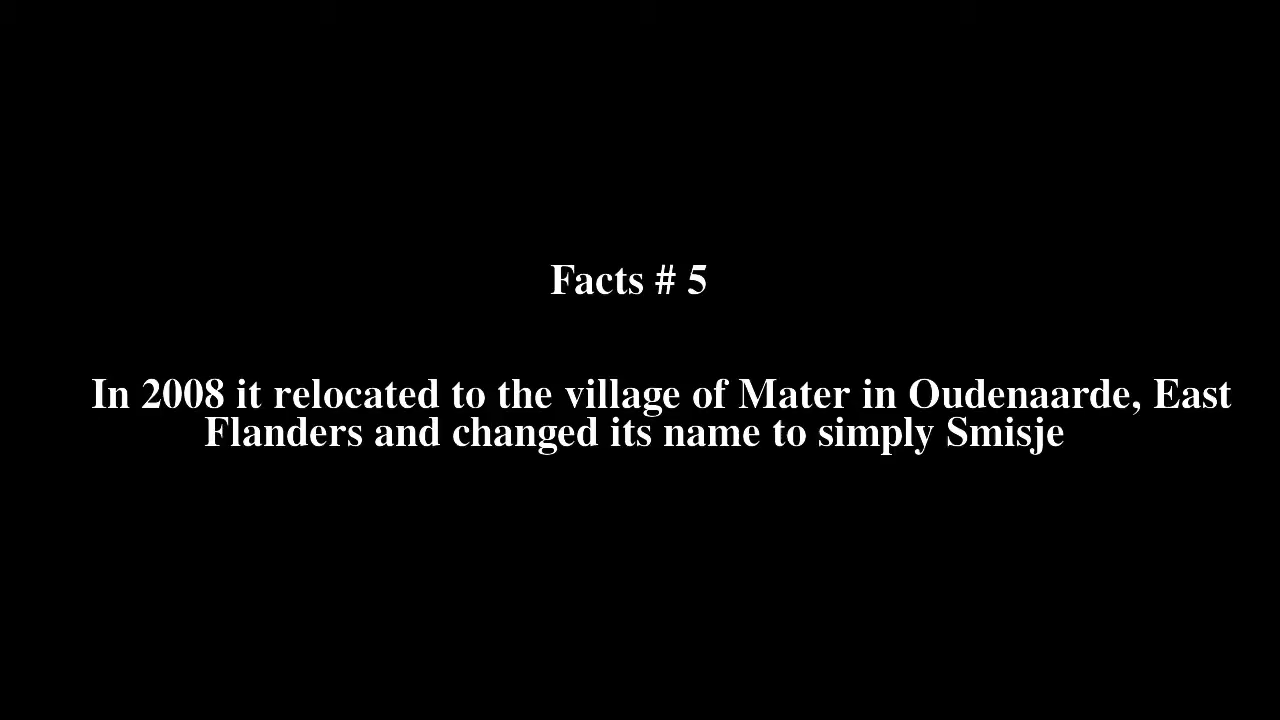 Facts # 5
In 2008 it relocated to the village of Mater in Oudenaarde, East
Flanders and changed its name to simply Smisje